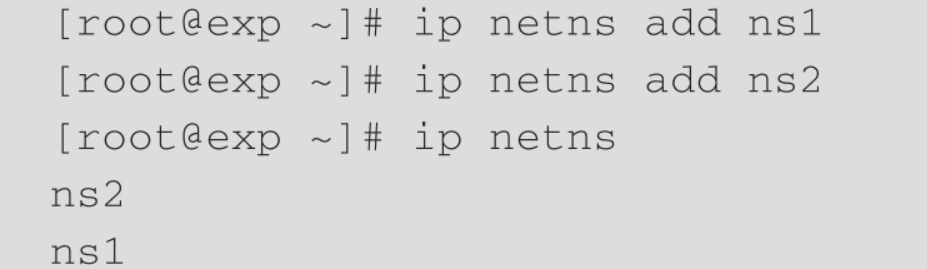 [root@exp ~]# ip netns add ns1
[root@exp ~]# ip netns add ns2
[root@exp ~]# ip netns
ns2
ns1